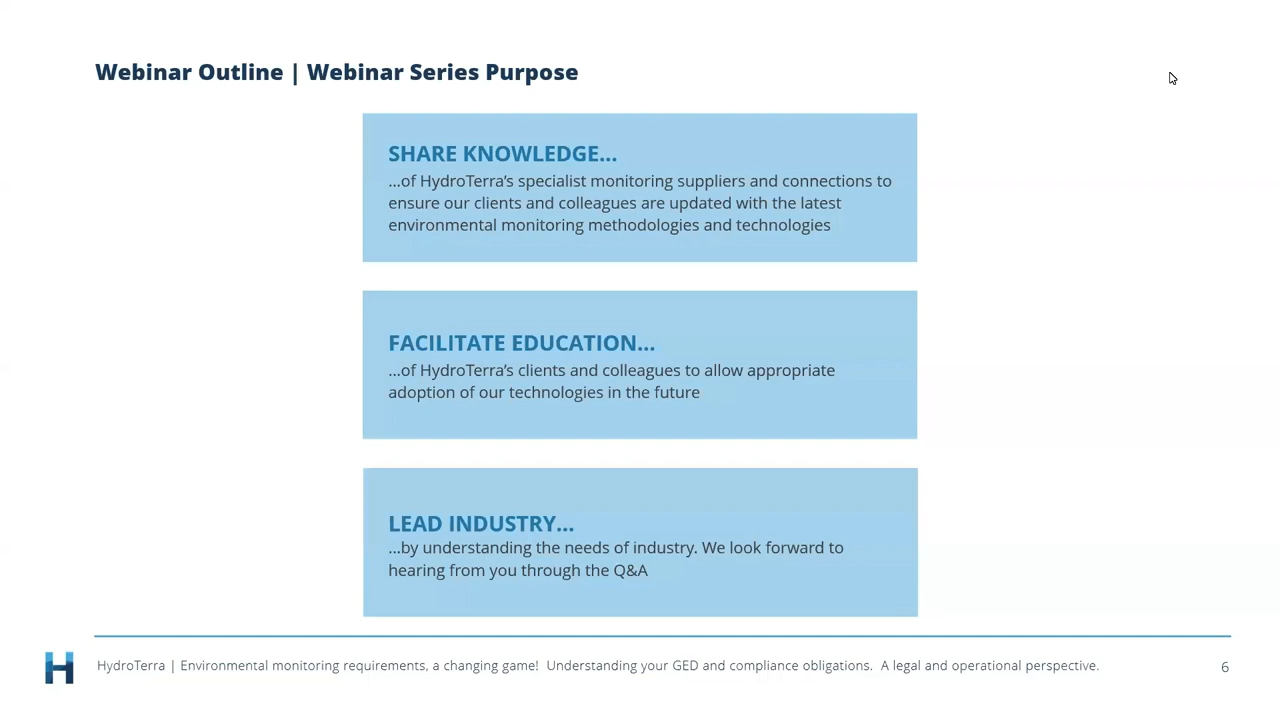 Webinar Outline | Webinar Series Purpose
SHARE KNOWLEDGE...
...of HydroTerra’s specialist monitoring suppliers and connections to
ensure our clients and colleagues are updated with the latest
environmental monitoring methodologies and technologies
FACILITATE EDUCATION...
...of HydroTerra’s clients and colleagues to allow appropriate
adoption of our technologies in the future
LEAD INDUSTRY...
...by understanding the needs of industry. We look forward to
hearing from you through the Q&A
HydroTerra | Environmental monitoring requirements, a changing game!  Understanding your GED and compliance obligations.  A legal and operational perspective.
6